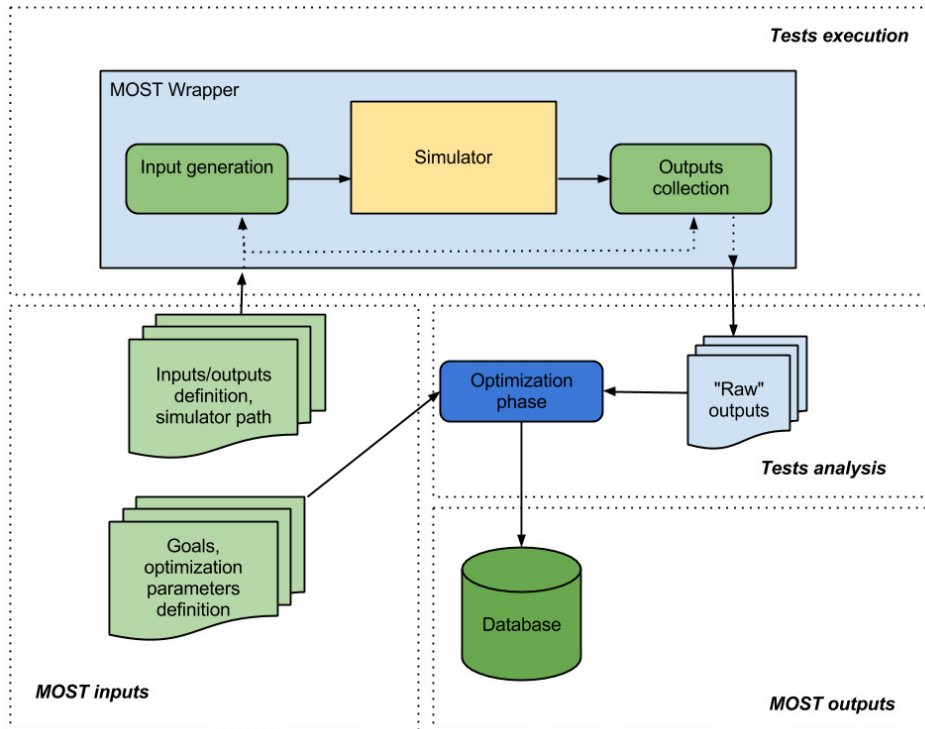 Tests execution
MOST Wrapper
Input generation
Simulator
Outputs
collection
Inputs/outputs
definition,
simulator path
Optimization
phase
"Raw"
outputs
Tests analysis
Goals,
optimization
parameters
definition
Database
MOST inputs
MOST outputs